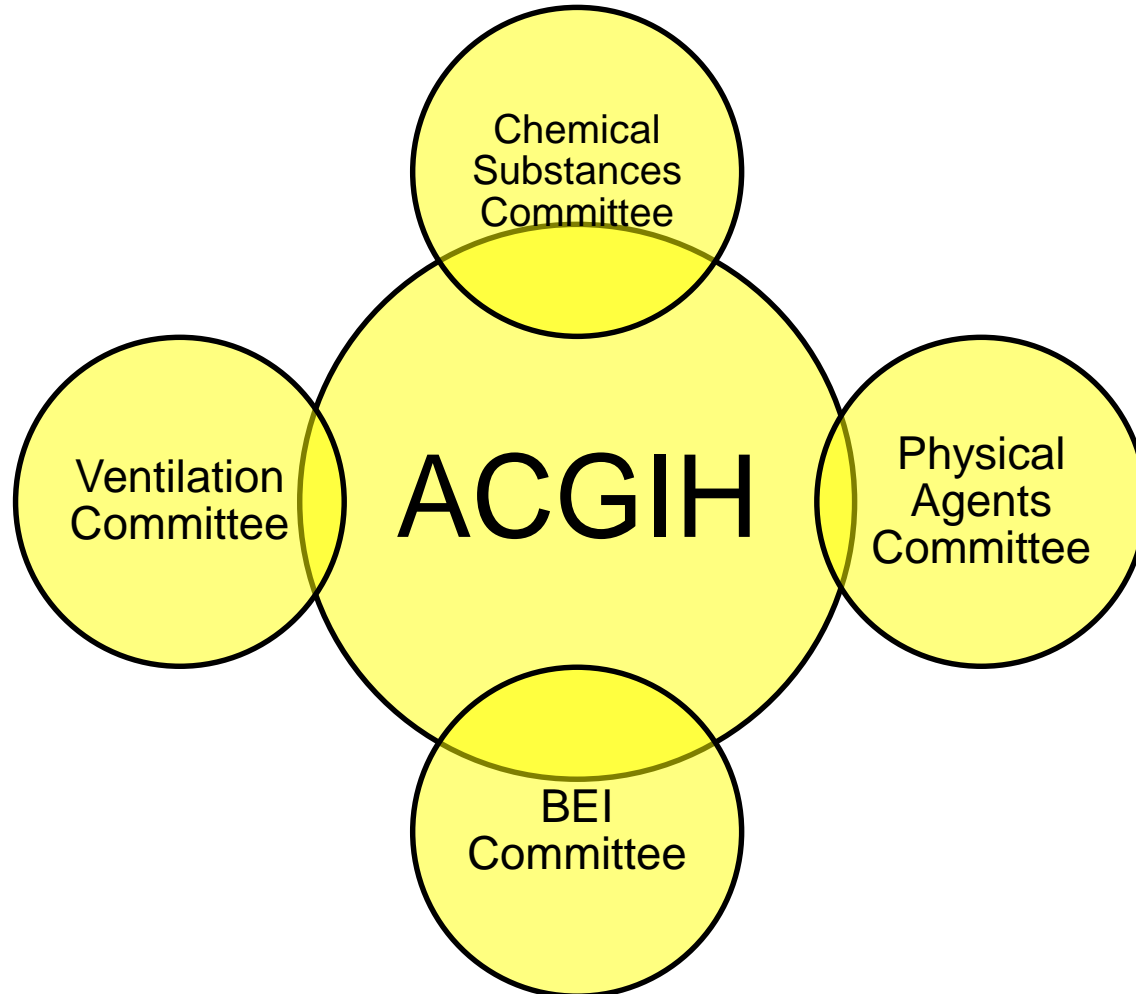 Chemical
Substances
Committee
Ventilation
Committee
ACGIH
Physical
Agents
Committee
BEI
Committee